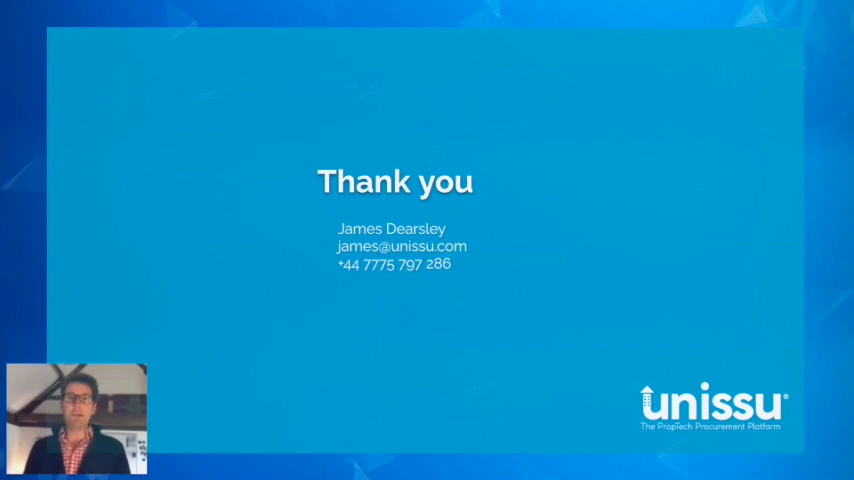 Thank you
James Dearsley
james@unissu.com
+44 7775 797 286
unissu®
The PropTech Procurement Platform